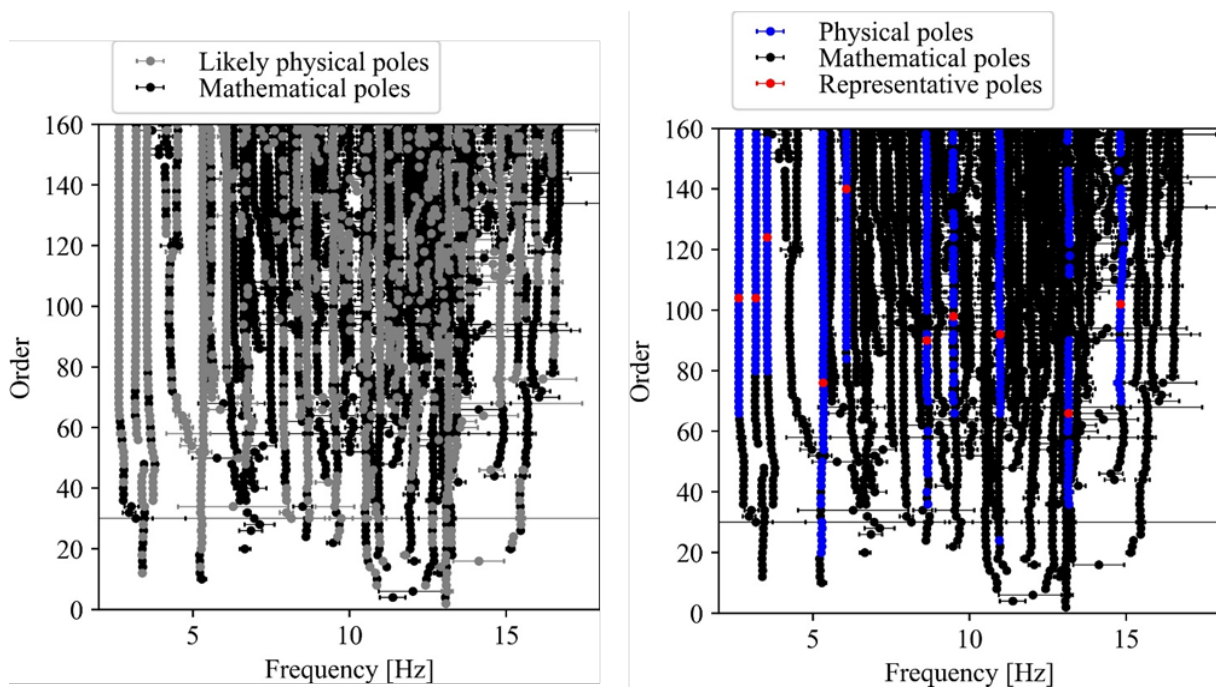 Likely physical poles
Mathematical poles
160
140
120
100
80
60
40
20
0
Order
5
10
15
Frequency [Hz]
Physical poles
Mathematical poles
Representative poles
160
140
120
100
80
60
40
20
0
Order
5
10
15
Frequency [Hz]